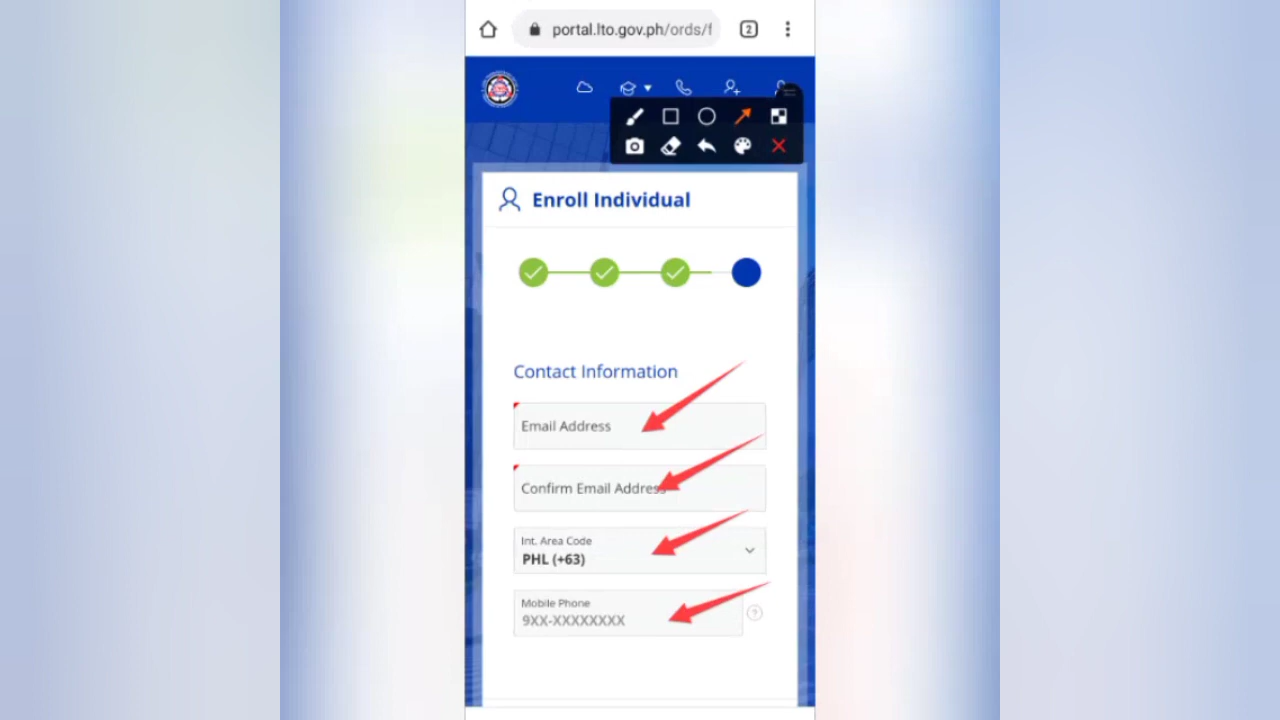 2
portal.lto.gov.ph/ords/f
Enroll Individual
Contact Information
Email Address
Confirm Email Address
Int. Area Code
PHL (+63)
Mobile Phone
9XX-XXXXXXXX
?